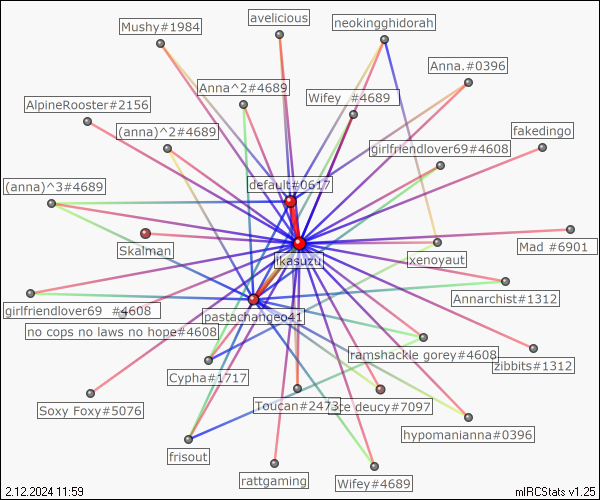 avelicious
Mushy#1984
neokingghidorah
Anna.#0396
Anna^2#4689
Wifey #4689
AlpineRooster#2156
(anna)^2#4689
fakedingo
girlfriendlover69#4608
default#0617
(anna)^3#4689
Skalman
Mad #6901
ikasuzu
xenoyaut
Annarchist#1312
girlfriendlover69 #4608
pastachangeo41
no cops no laws no hope#4608
ramshackle gorey#4608
zibbits#1312
Cypha#1717
Soxy Foxy#5076
Toucan#2473
ce deucy#7097
hypomanianna#0396
frisout
rattgaming
Wifey#4689
2.12.2024 11:59
mIRCStats v1.25